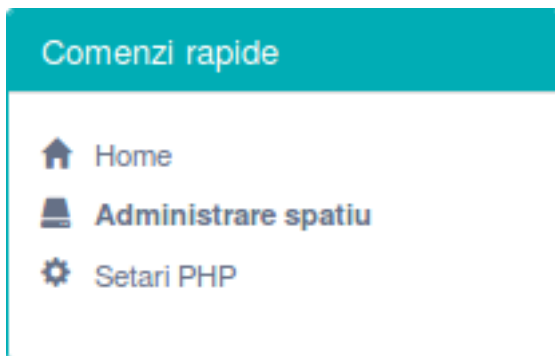 Comenzi rapide
Home
Administrare spatiu
Setari PHP